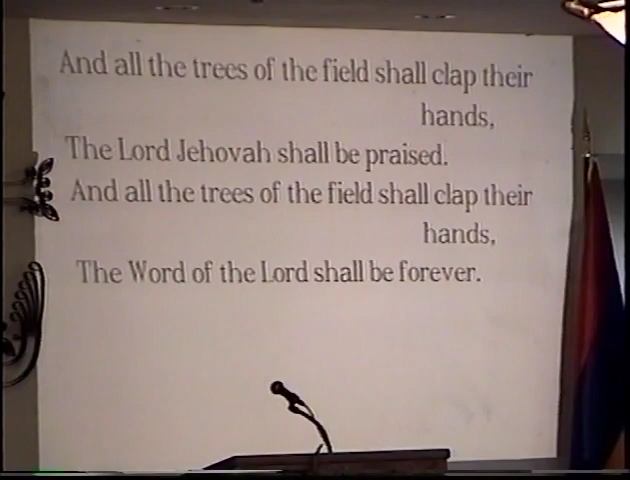 And all the trees of the field shall clap their
hands,
The Lord Jehovah shall be praised.
And all the trees of the field shall clap their
hands,
The Word of the Lord shall be forever.